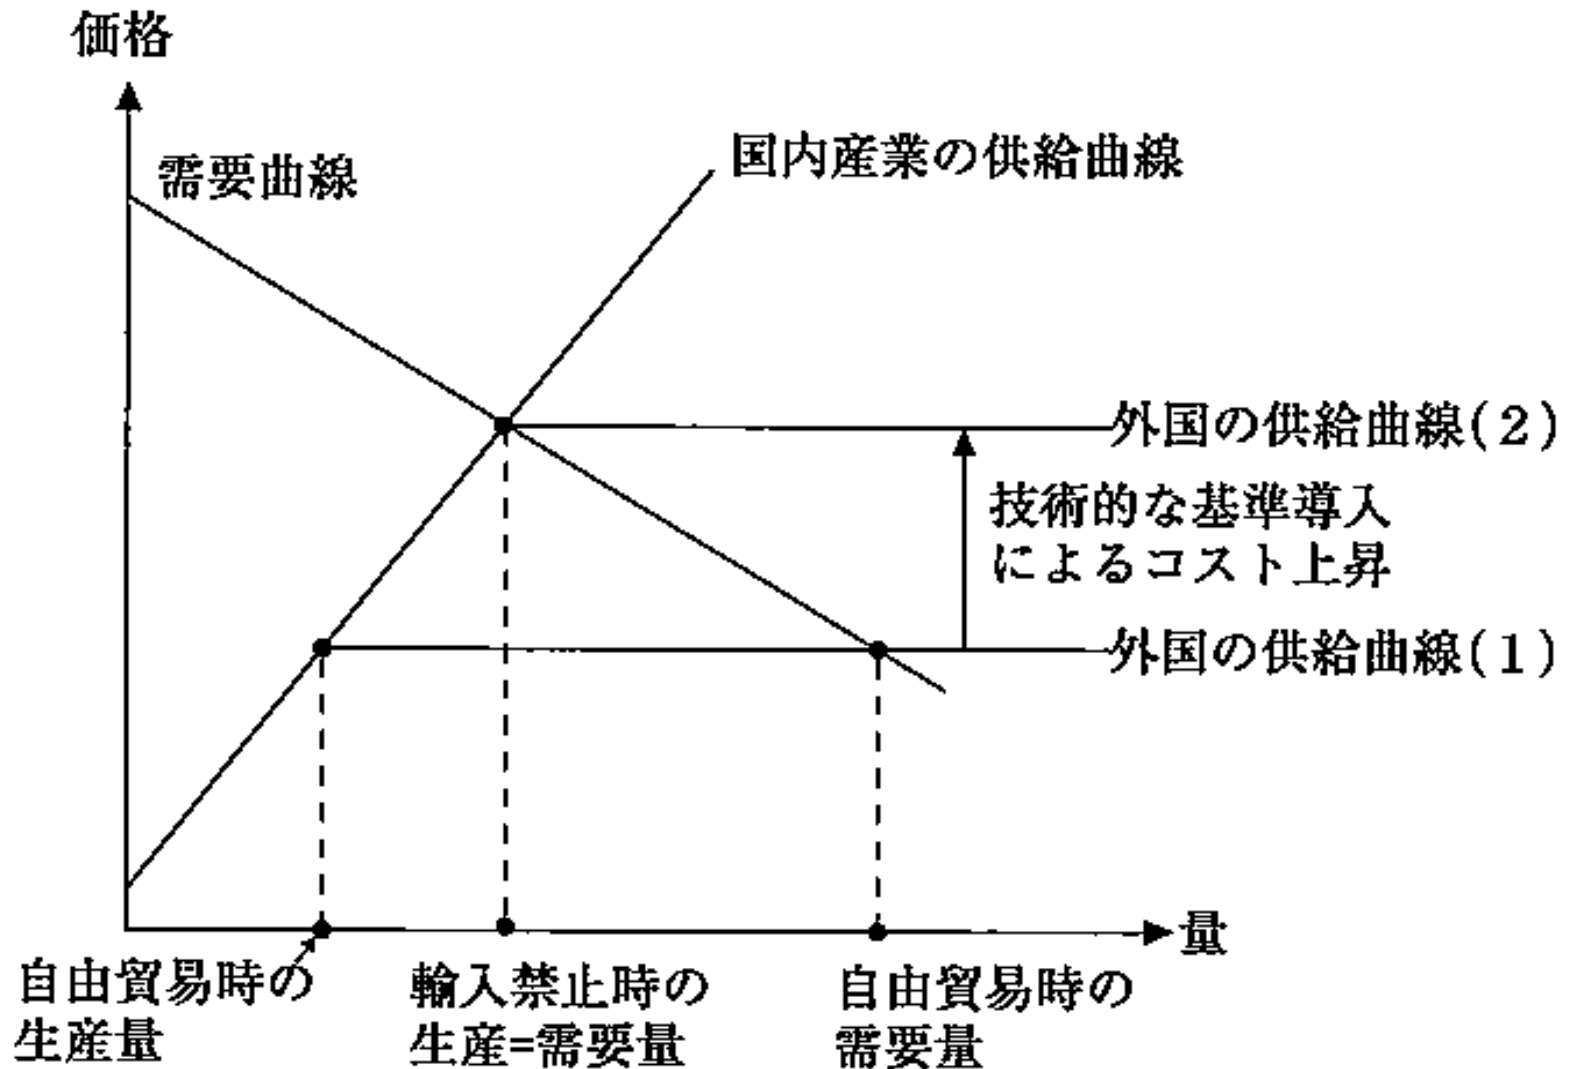 価格
需要曲線
国内産業の供給曲線
外国の供給曲線(2)
技術的な基準導入
によるコスト上昇
外国の供給曲線(1)
量
自由貿易時の
生産量
輸入禁止時の
生産=需要量
自由貿易時の
需要量